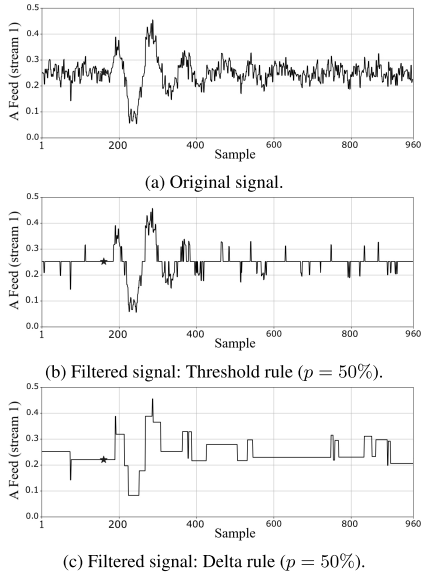 0.5
0.4
0.3
0.2
0.1
0.0
A Feed (stream 1)
1 200 400 600 800 960
Sample
(a) Original signal.
0.5
0.4
0.3
0.2
0.1
0.0
A Feed (stream 1)
1 200 400 600 800 960
Sample
(b) Filtered signal: Threshold rule (p = 50%).
0.5
0.4
0.3
0.2
0.1
0.0
A Feed (stream 1)
1 200 400 600 800 960
Sample
(c) Filtered signal: Delta rule (p = 50%).